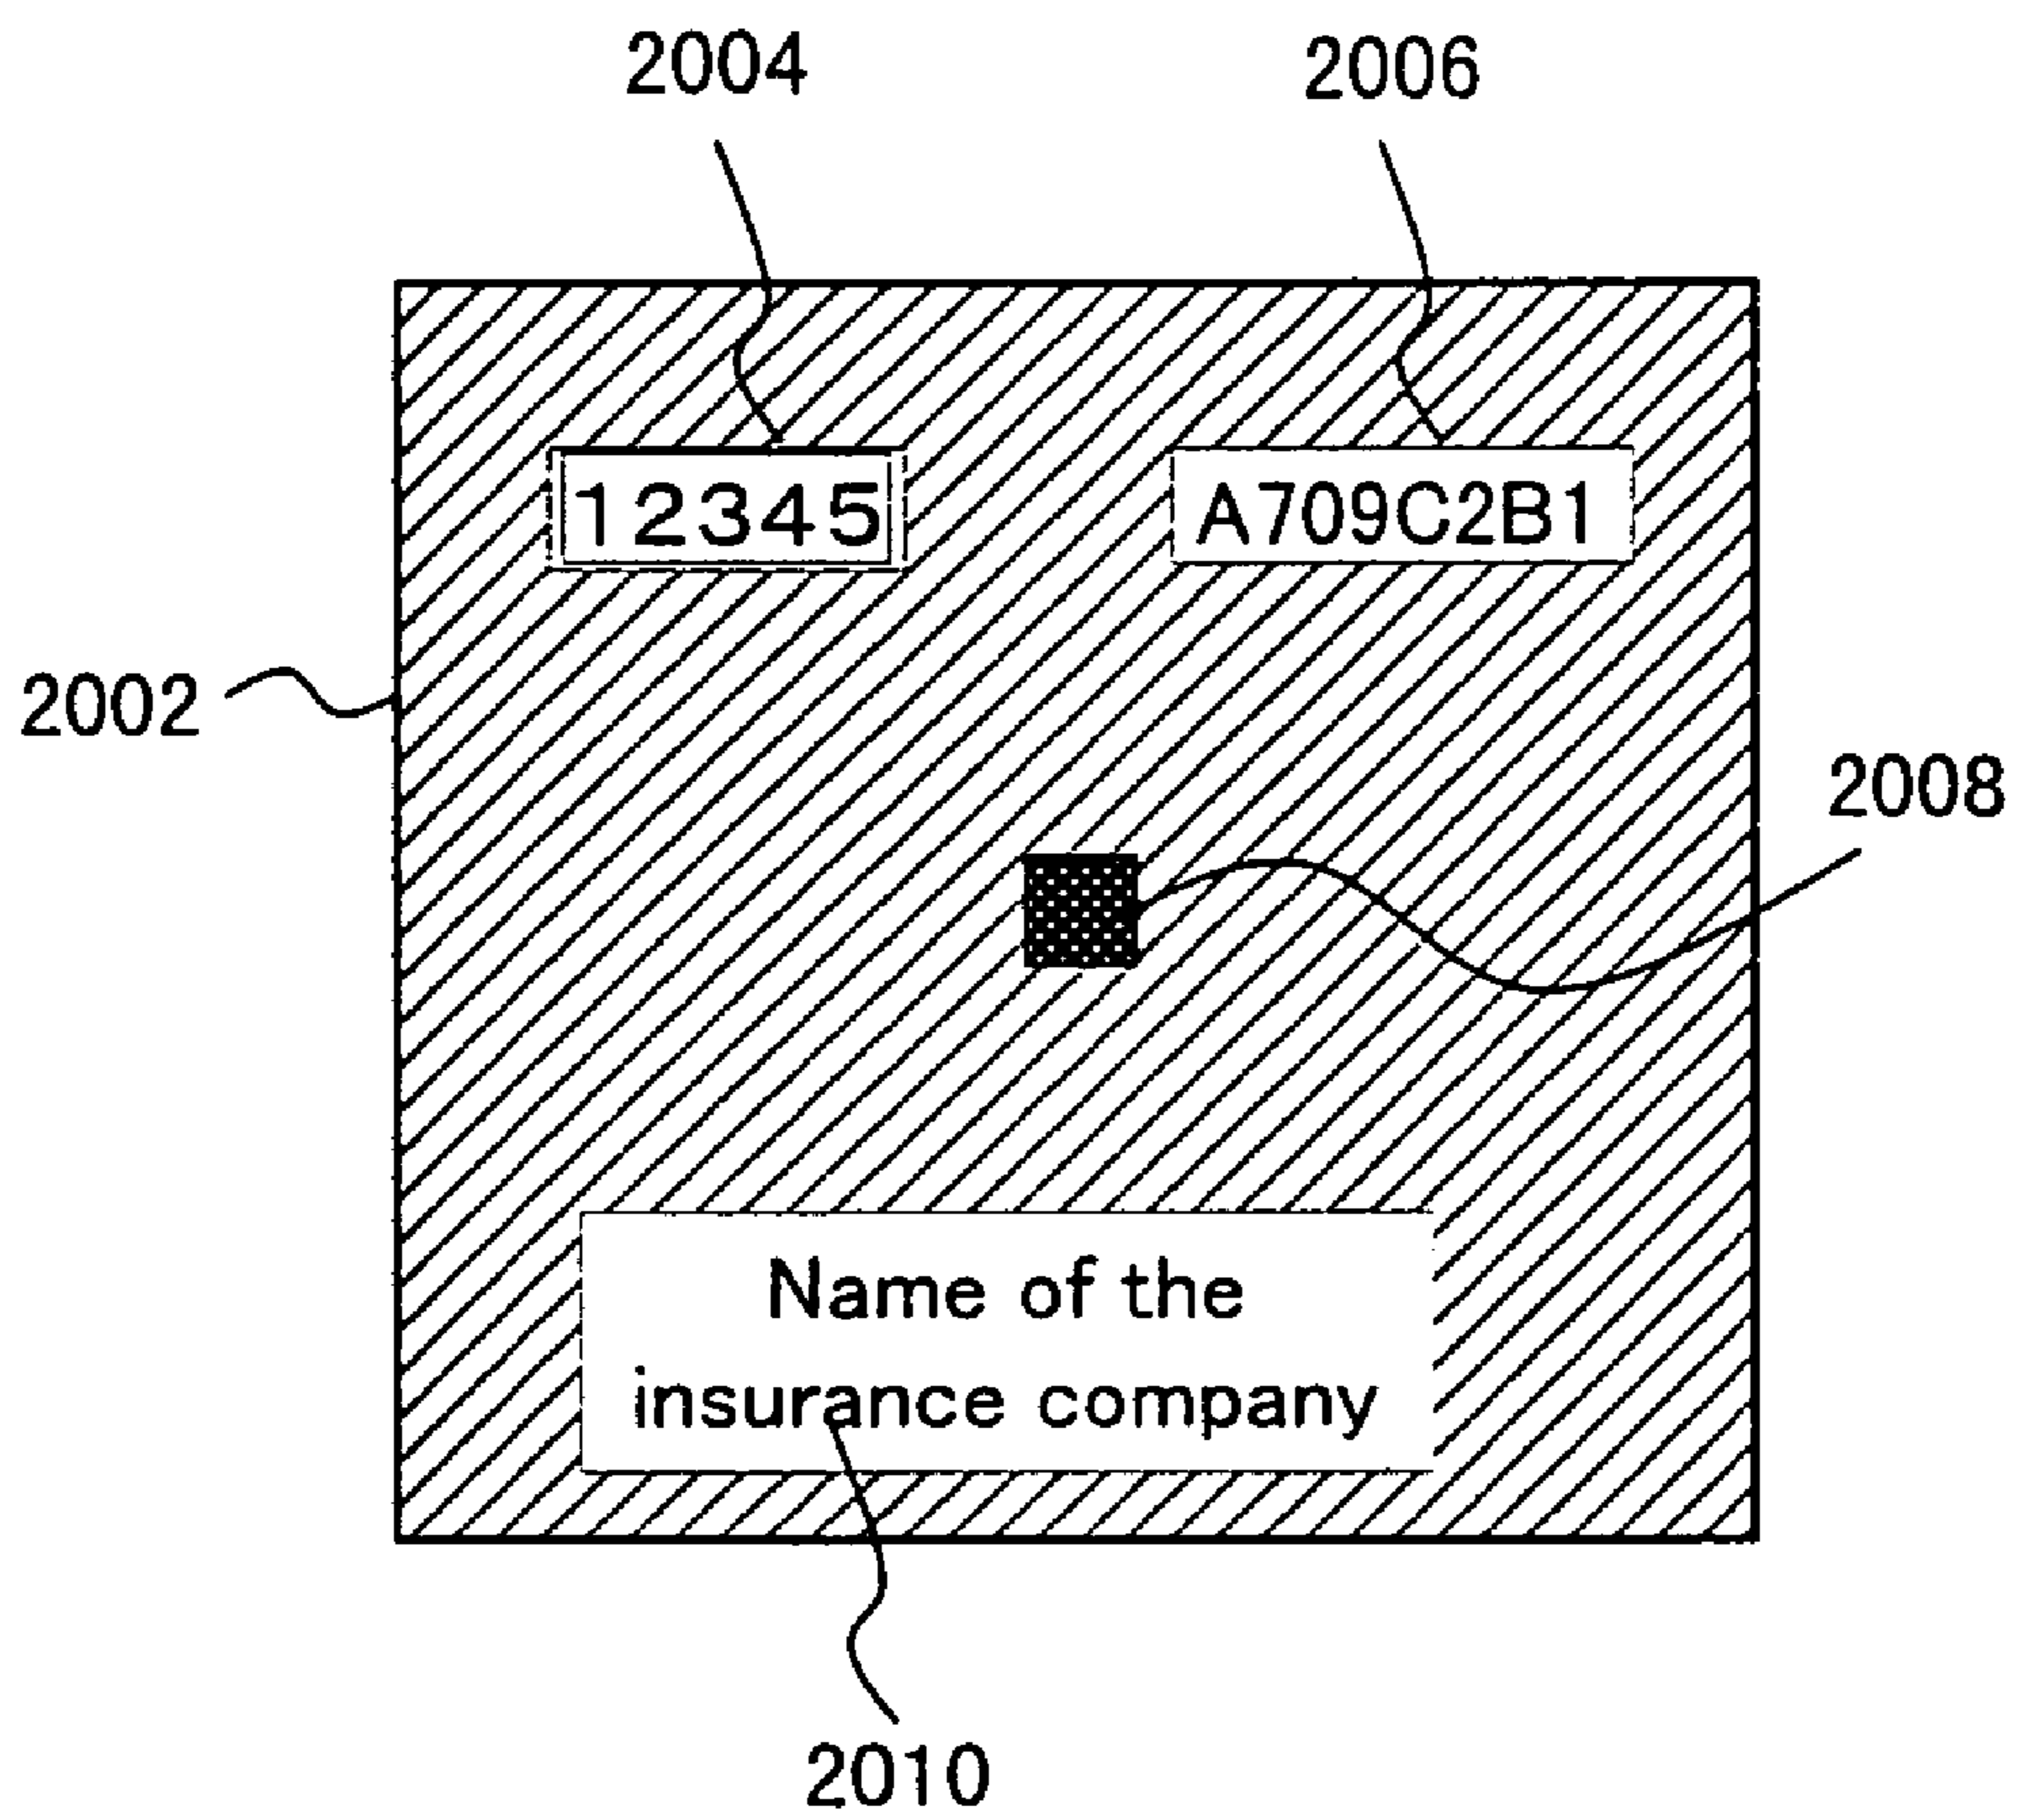 2004 2006
12345 A709C2B1
2002
2008
Name of the
insurance company
2010